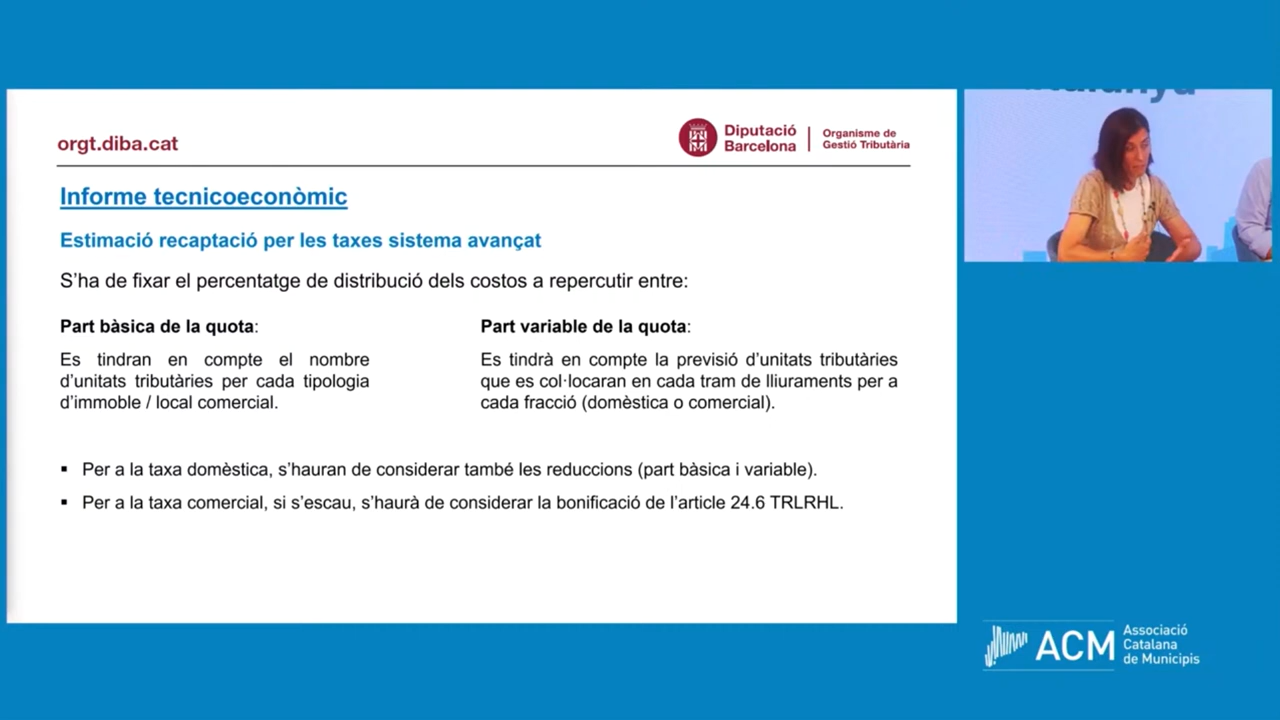 orgt.diba.cat
Diputació
Barcelona
Organisme de
Gestió Tributària
Informe tecnicoeconòmic
Estimació recaptació per les taxes sistema avançat
S'ha de fixar el percentatge de distribució dels costos a repercutir entre:
Part bàsica de la quota:
Es tindran en compte el nombre
d'unitats tributàries per cada tipologia
d'immoble / local comercial.
Part variable de la quota:
Es tindrà en compte la previsió d'unitats tributàries
que es col·locaran en cada tram de lliuraments per a
cada fracció (domèstica o comercial).
▪ Per a la taxa domèstica, s'hauran de considerar també les reduccions (part bàsica i variable).
▪ Per a la taxa comercial, si s'escau, s'haurà de considerar la bonificació de l'article 24.6 TRLRHL.
ACM
Associació
Catalana
de Municipis